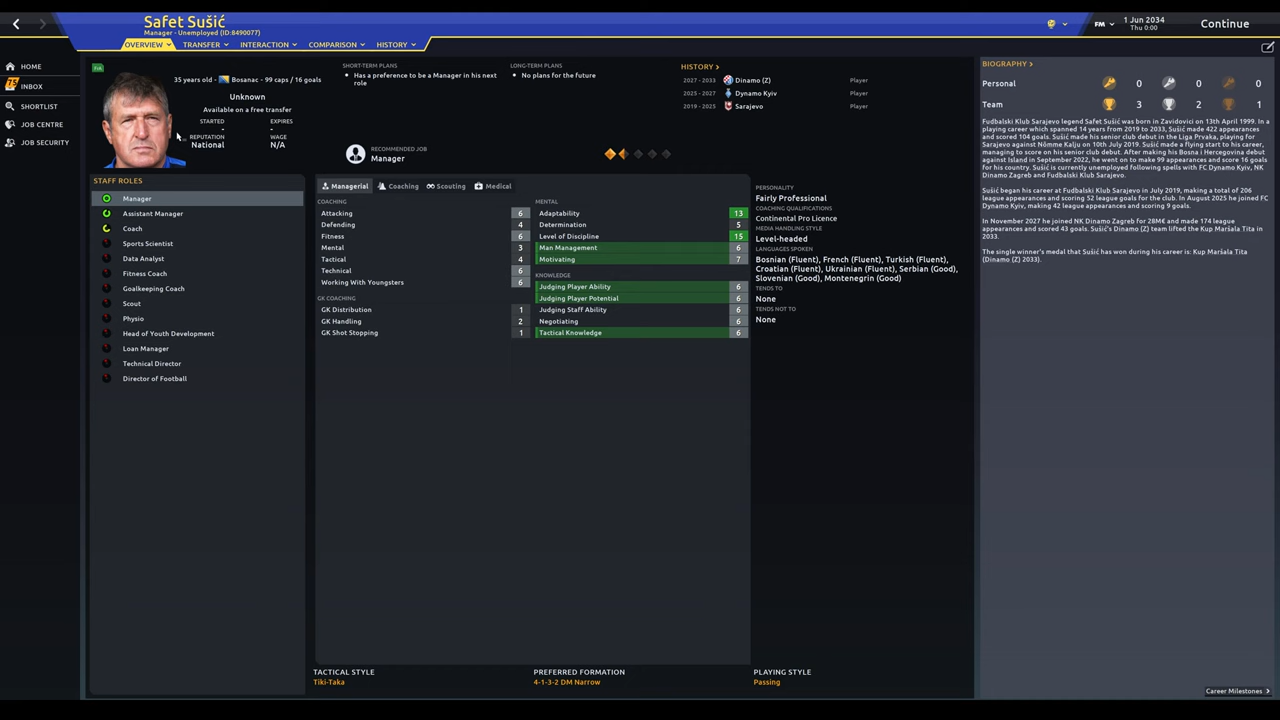 Safet Sušić
Manager - Unemployed (ID:8490077)
1 Jun 2034
Thu 0:00
FM
Continue
OVERVIEW
TRANSFER
INTERACTION
COMPARISON
HISTORY
HOME
INBOX
75
SHORTLIST
JOB CENTRE
JOB SECURITY
35 years old - Bosanac - 99 caps / 16 goals
Unknown
Available on a free transfer
STARTED EXPIRES
- -
REPUTATION WAGE
National N/A
SHORT-TERM PLANS
Has a preference to be a Manager in his next
role
LONG-TERM PLANS
No plans for the future
RECOMMENDED JOB
Manager
HISTORY
2027 - 2033 Dinamo (Z) Player
2025 - 2027 Dynamo Kyiv Player
2019 - 2025 Sarajevo Player
STAFF ROLES
Manager
Assistant Manager
Coach
Sports Scientist
Data Analyst
Fitness Coach
Goalkeeping Coach
Scout
Physio
Head of Youth Development
Loan Manager
Technical Director
Director of Football
Managerial
Coaching
Scouting
Medical
COACHING
Attacking 6
Defending 4
Fitness 6
Mental 3
Tactical 4
Technical 6
Working With Youngsters 6
GK COACHING
GK Distribution 1
GK Handling 2
GK Shot Stopping 1
MENTAL
Adaptability 13
Determination 5
Level of Discipline 15
Man Management 6
Motivating 7
KNOWLEDGE
Judging Player Ability 6
Judging Player Potential 6
Judging Staff Ability 6
Negotiating 6
Tactical Knowledge 6
PERSONALITY
Fairly Professional
COACHING QUALIFICATIONS
Continental Pro Licence
MEDIA HANDLING STYLE
Level-headed
LANGUAGES SPOKEN
Bosnian (Fluent), French (Fluent), Turkish (Fluent),
Croatian (Fluent), Ukrainian (Fluent), Serbian (Good),
Slovenian (Good), Montenegrin (Good)
TENDS TO
None
TENDS NOT TO
None
TACTICAL STYLE
Tiki-Taka
PREFERRED FORMATION
4-1-3-2 DM Narrow
PLAYING STYLE
Passing
BIOGRAPHY
Personal 0 0 0
Team 3 2 1
Fudbalski Klub Sarajevo legend Safet Sušić was born in Zavidovici on 13th April 1999. In
a playing career which spanned 14 years from 2019 to 2033, Sušić made 422 appearances
and scored 104 goals. Sušić made his senior club debut in the Liga Prvaka, playing for
Sarajevo against Nõmme Kalju on 10th July 2019. Sušić made a flying start to his career,
managing to score on his senior club debut. After making his Bosna i Hercegovina debut
against Island in September 2022, he went on to make 99 appearances and score 16 goals
for his country. Sušić is currently unemployed following spells with FC Dynamo Kyiv, NK
Dinamo Zagreb and Fudbalski Klub Sarajevo.
Sušić began his career at Fudbalski Klub Sarajevo in July 2019, making a total of 206
league appearances and scoring 52 league goals for the club. In August 2025 he joined FC
Dynamo Kyiv, making 42 league appearances and scoring 9 goals.
In November 2027 he joined NK Dinamo Zagreb for 28M€ and made 174 league
appearances and scored 43 goals. Sušić's Dinamo (Z) team lifted the Kup Maršala Tita in
2033.
The single winner's medal that Sušić has won during his career is: Kup Maršala Tita
(Dinamo (Z) 2033).
Career Milestones